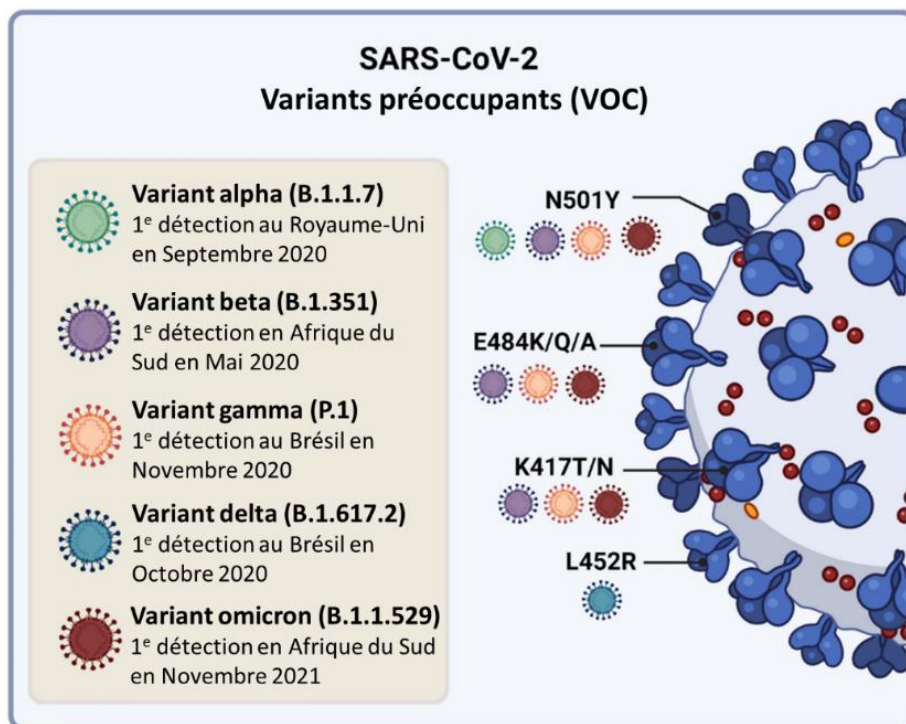 SARS-CoV-2
Variants préoccupants (VOC)
Variant alpha (B.1.1.7)
1e détection au Royaume-Uni
en Septembre 2020
Variant beta (B.1.351)
1e détection en Afrique du
Sud en Mai 2020
Variant gamma (P.1)
1e détection au Brésil en
Novembre 2020
Variant delta (B.1.617.2)
1e détection au Brésil en
Octobre 2020
Variant omicron (B.1.1.529)
1e détection en Afrique du Sud
en Novembre 2021
N501Y
E484K/Q/A
K417T/N
L452R